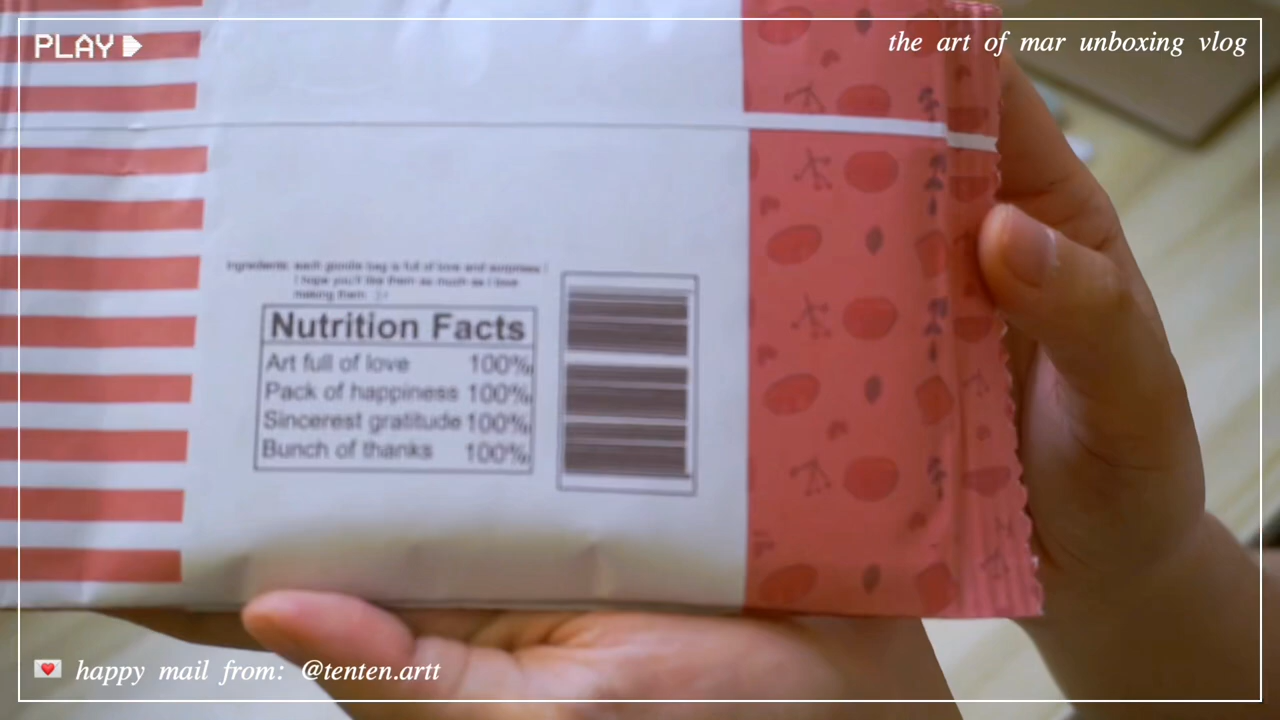 PLAY
the art of mar unboxing vlog
Ingredients: each goodie bag is full of love and surprises!
I hope you'll like them as much as I love
making them :)
Nutrition Facts
Art full of love 100%
Pack of happiness 100%
Sincerest gratitude 100%
Bunch of thanks 100%
happy mail from: @tenten.artt